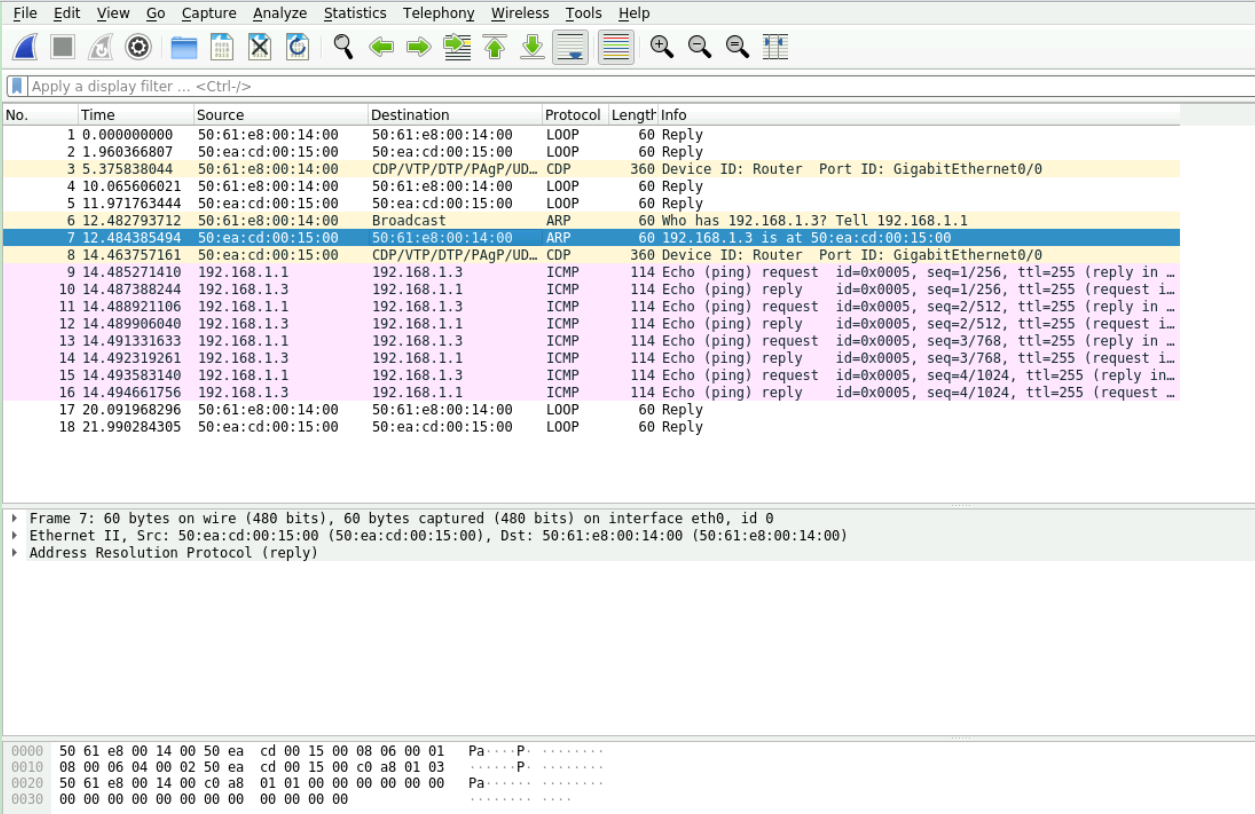 File Edit View Go Capture Analyze Statistics Telephony Wireless Tools Help
Apply a display filter ... <Ctrl-/>
No. Time Source Destination Protocol Length Info
1 0.000000000 50:61:e8:00:14:00 50:61:e8:00:14:00 LOOP 60 Reply
2 1.960366807 50:ea:cd:00:15:00 50:ea:cd:00:15:00 LOOP 60 Reply
3 5.375838044 50:61:e8:00:14:00 CDP/VTP/DTP/PAgP/UD… CDP 360 Device ID: Router Port ID: GigabitEthernet0/0
4 10.065606021 50:61:e8:00:14:00 50:61:e8:00:14:00 LOOP 60 Reply
5 11.971763444 50:ea:cd:00:15:00 50:ea:cd:00:15:00 LOOP 60 Reply
6 12.482793712 50:61:e8:00:14:00 Broadcast ARP 60 Who has 192.168.1.3? Tell 192.168.1.1
7 12.484385494 50:ea:cd:00:15:00 50:61:e8:00:14:00 ARP 60 192.168.1.3 is at 50:ea:cd:00:15:00
8 14.463757161 50:ea:cd:00:15:00 CDP/VTP/DTP/PAgP/UD… CDP 360 Device ID: Router Port ID: GigabitEthernet0/0
9 14.485271410 192.168.1.1 192.168.1.3 ICMP 114 Echo (ping) request id=0x0005, seq=1/256, ttl=255 (reply in …
10 14.487388244 192.168.1.3 192.168.1.1 ICMP 114 Echo (ping) reply id=0x0005, seq=1/256, ttl=255 (request i…
11 14.488921106 192.168.1.1 192.168.1.3 ICMP 114 Echo (ping) request id=0x0005, seq=2/512, ttl=255 (reply in …
12 14.489906040 192.168.1.3 192.168.1.1 ICMP 114 Echo (ping) reply id=0x0005, seq=2/512, ttl=255 (request i…
13 14.491331633 192.168.1.1 192.168.1.3 ICMP 114 Echo (ping) request id=0x0005, seq=3/768, ttl=255 (reply in …
14 14.492319261 192.168.1.3 192.168.1.1 ICMP 114 Echo (ping) reply id=0x0005, seq=3/768, ttl=255 (request i…
15 14.493583140 192.168.1.1 192.168.1.3 ICMP 114 Echo (ping) request id=0x0005, seq=4/1024, ttl=255 (reply in…
16 14.494661756 192.168.1.3 192.168.1.1 ICMP 114 Echo (ping) reply id=0x0005, seq=4/1024, ttl=255 (request …
17 20.091968296 50:61:e8:00:14:00 50:61:e8:00:14:00 LOOP 60 Reply
18 21.990284305 50:ea:cd:00:15:00 50:ea:cd:00:15:00 LOOP 60 Reply
Frame 7: 60 bytes on wire (480 bits), 60 bytes captured (480 bits) on interface eth0, id 0
Ethernet II, Src: 50:ea:cd:00:15:00 (50:ea:cd:00:15:00), Dst: 50:61:e8:00:14:00 (50:61:e8:00:14:00)
Address Resolution Protocol (reply)
0000 50 61 e8 00 14 00 50 ea cd 00 15 00 08 06 00 01 Pa····P· ········
0010 08 00 06 04 00 02 50 ea cd 00 15 00 c0 a8 01 03 ······P· ········
0020 50 61 e8 00 14 00 c0 a8 01 01 00 00 00 00 00 00 Pa······ ········
0030 00 00 00 00 00 00 00 00 00 00 00 00 ········ ····